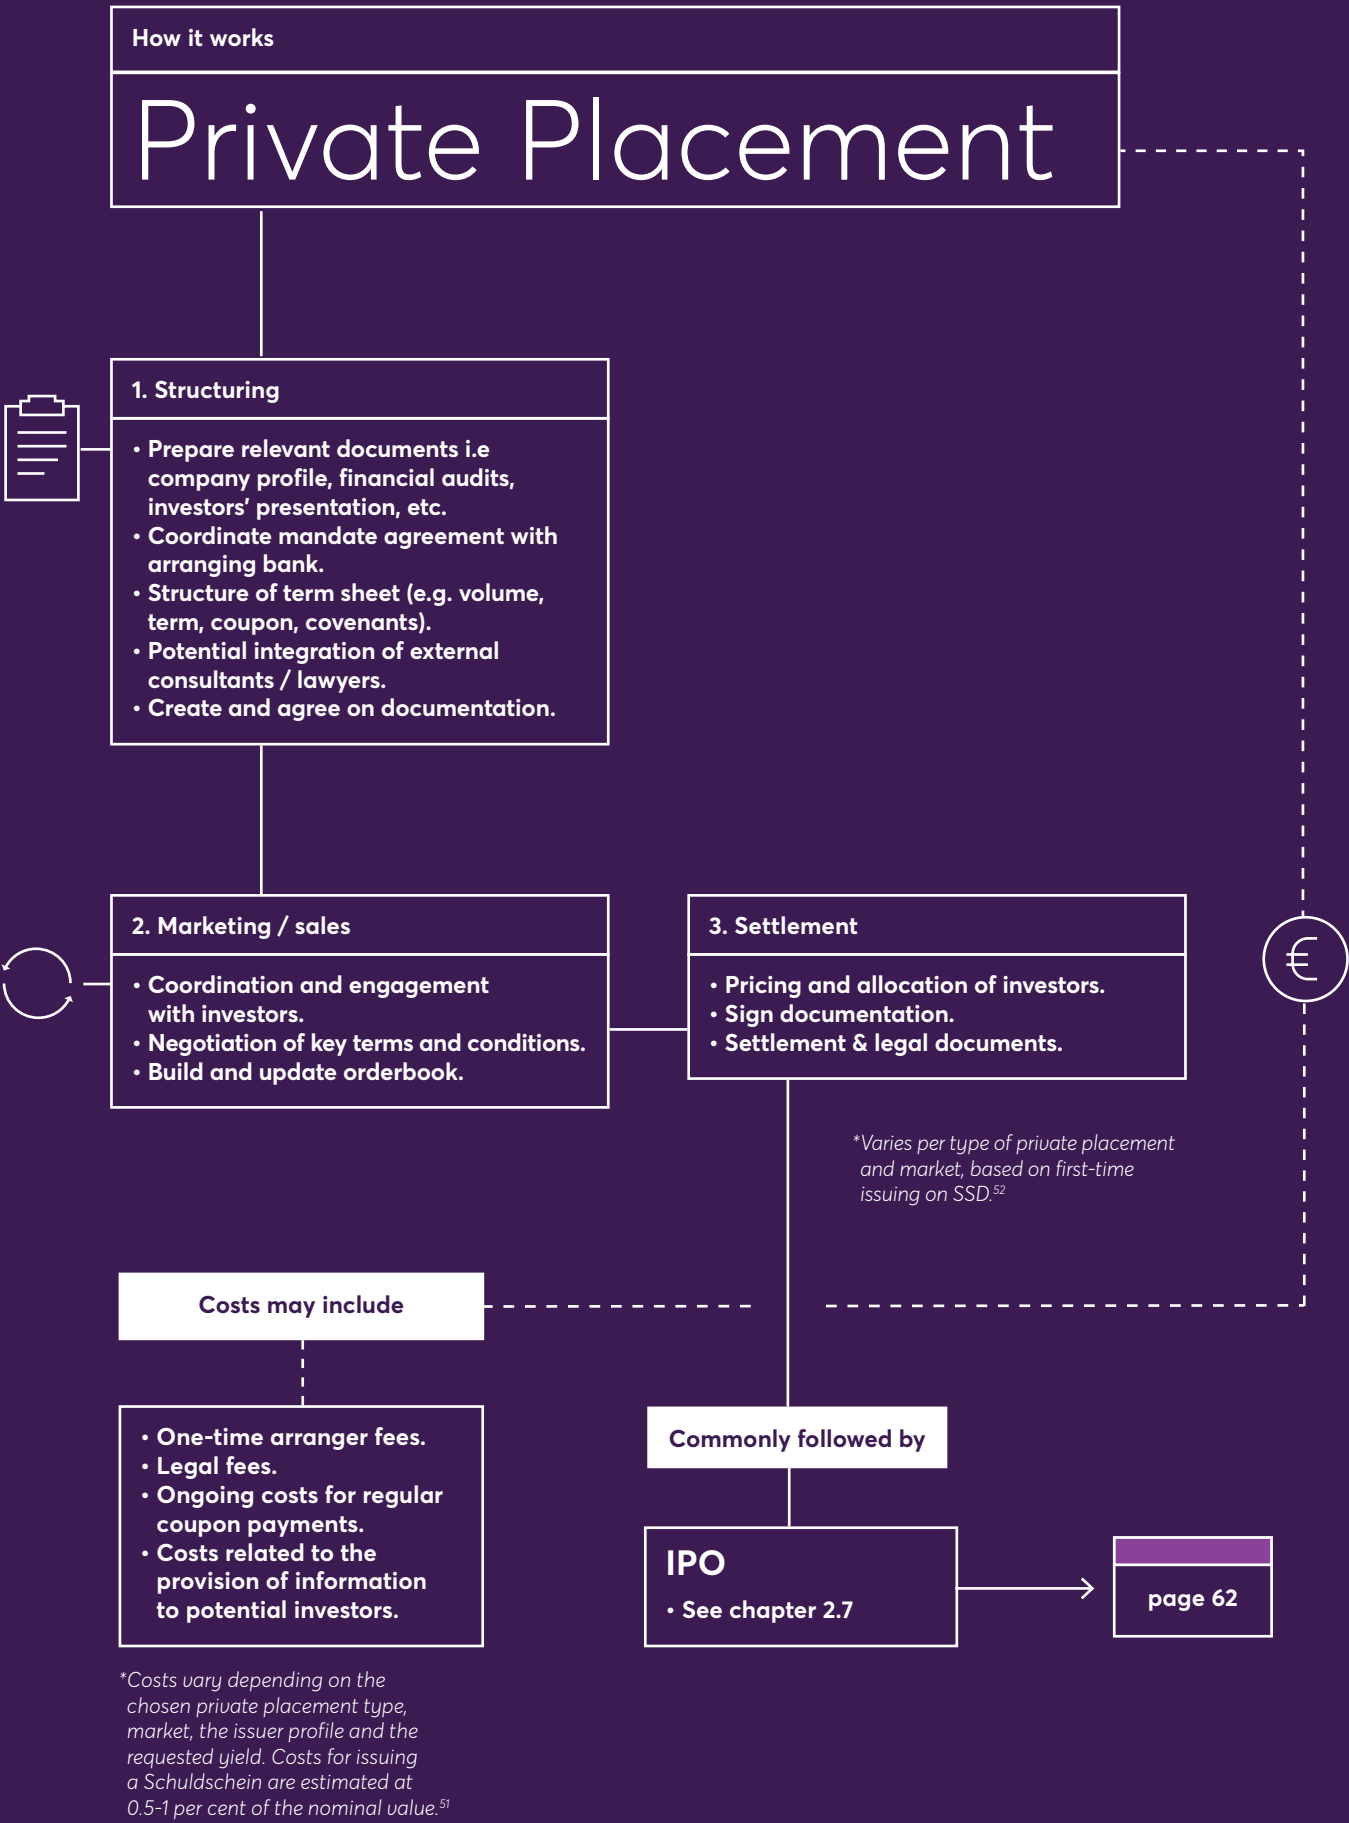 How it works
Private Placement
1. Structuring
• Prepare relevant documents i.e
company profile, financial audits,
investors’ presentation, etc.
• Coordinate mandate agreement with
arranging bank.
• Structure of term sheet (e.g. volume,
term, coupon, covenants).
• Potential integration of external
consultants / lawyers.
• Create and agree on documentation.
2. Marketing / sales
• Coordination and engagement
with investors.
• Negotiation of key terms and conditions.
• Build and update orderbook.
3. Settlement
• Pricing and allocation of investors.
• Sign documentation.
• Settlement & legal documents.
€
*Varies per type of private placement
and market, based on first-time
issuing on SSD.52
Costs may include
• One-time arranger fees.
• Legal fees.
• Ongoing costs for regular
coupon payments.
• Costs related to the
provision of information
to potential investors.
*Costs vary depending on the
chosen private placement type,
market, the issuer profile and the
requested yield. Costs for issuing
a Schuldschein are estimated at
0.5-1 per cent of the nominal value.51
Commonly followed by
IPO
• See chapter 2.7
page 62